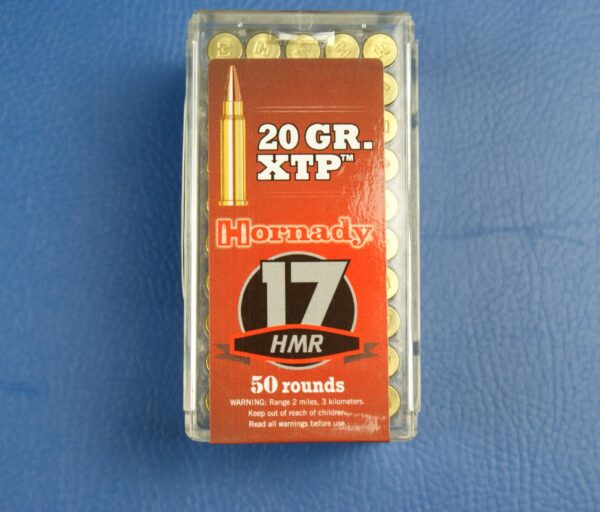 20 GR.
XTP™
Hornady
17
HMR
50 rounds
WARNING: Range 2 miles, 3 kilometers.
Keep out of reach of children.
Read all warnings before use.